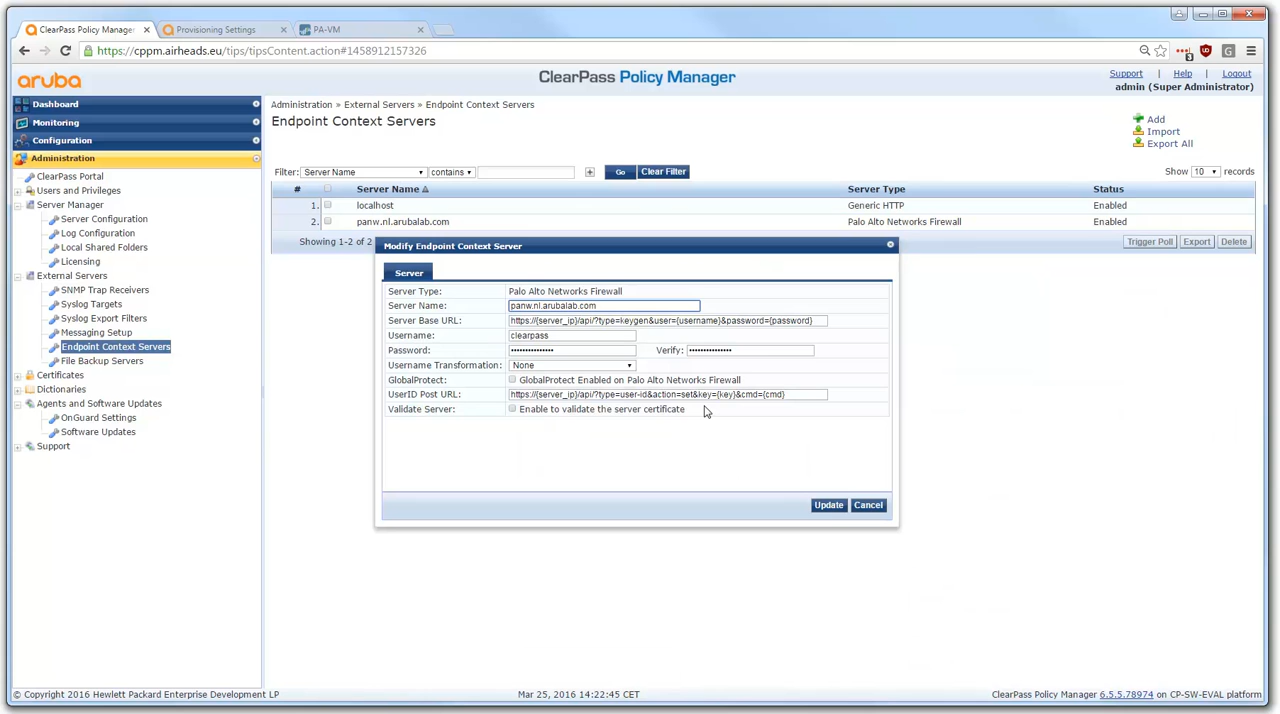 ClearPass Policy Manager
Provisioning Settings
PA-VM
https://cppm.airheads.eu/tips/tipsContent.action#1458912157326
3
G
aruba
ClearPass Policy Manager
Support | Help | Logout
admin (Super Administrator)
Dashboard
Monitoring
Configuration
Administration
ClearPass Portal
Users and Privileges
Server Manager
Server Configuration
Log Configuration
Local Shared Folders
Licensing
External Servers
SNMP Trap Receivers
Syslog Targets
Syslog Export Filters
Messaging Setup
Endpoint Context Servers
File Backup Servers
Certificates
Dictionaries
Agents and Software Updates
OnGuard Settings
Software Updates
Support
Administration » External Servers » Endpoint Context Servers
Endpoint Context Servers
Add
Import
Export All
Filter: Server Name contains + Go Clear Filter Show 10 records
# Server Name Server Type Status
1. localhost Generic HTTP Enabled
2. panw.nl.arubalab.com Palo Alto Networks Firewall Enabled
Showing 1-2 of 2 Trigger Poll Export Delete
Modify Endpoint Context Server
Server
Server Type: Palo Alto Networks Firewall
Server Name: panw.nl.arubalab.com
Server Base URL: https://{server_ip}/api/?type=keygen&user={username}&password={password}
Username: clearpass
Password: •••••••••••••• Verify: ••••••••••••••
Username Transformation: None
GlobalProtect: GlobalProtect Enabled on Palo Alto Networks Firewall
UserID Post URL: https://{server_ip}/api/?type=user-id&action=set&key={key}&cmd={cmd}
Validate Server: Enable to validate the server certificate
Update Cancel
© Copyright 2016 Hewlett Packard Enterprise Development LP Mar 25, 2016 14:22:45 CET ClearPass Policy Manager 6.5.5.78974 on CP-SW-EVAL platform